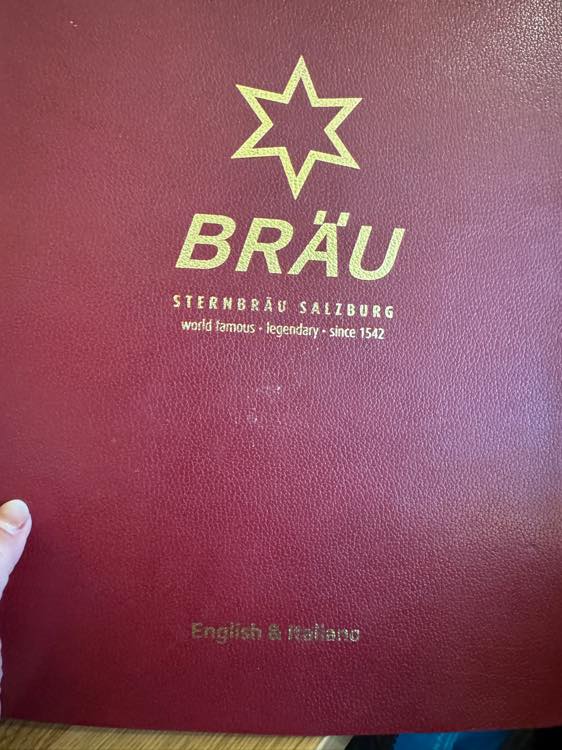 BRÄU
STERNBRÄU SALZBURG
world famous · legendary · since 1542
English & Italiano